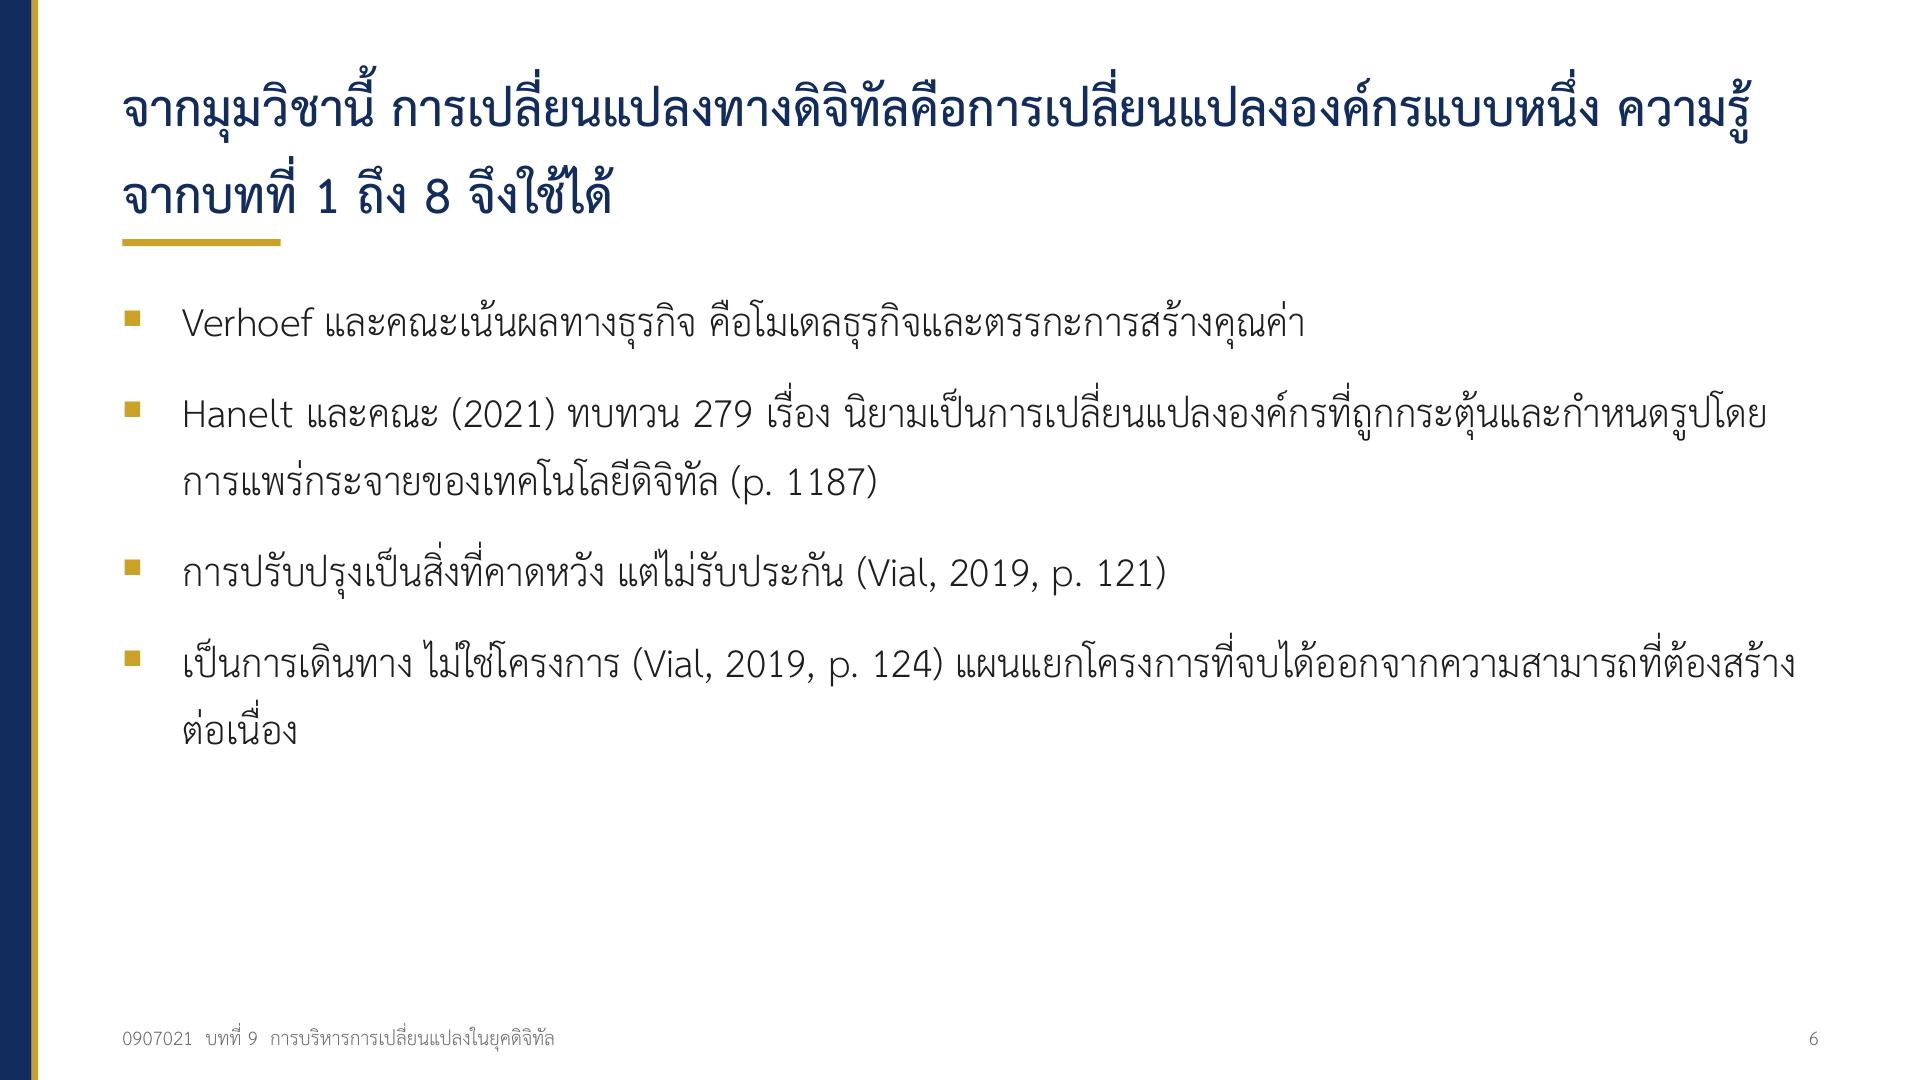 จากมุมวิชานี้ การเปลี่ยนแปลงทางดิจิทัลคือการเปลี่ยนแปลงองค์กรแบบหนึ่ง ความรู้
จากบทที่ 1 ถึง 8 จึงใช้ได้
■ Verhoef และคณะเน้นผลทางธุรกิจ คือโมเดลธุรกิจและตรรกะการสร้างคุณค่า
■ Hanelt และคณะ (2021) ทบทวน 279 เรื่อง นิยามเป็นการเปลี่ยนแปลงองค์กรที่ถูกกระตุ้นและกำหนดรูปโดย
การแพร่กระจายของเทคโนโลยีดิจิทัล (p. 1187)
■ การปรับปรุงเป็นสิ่งที่คาดหวัง แต่ไม่รับประกัน (Vial, 2019, p. 121)
■ เป็นการเดินทาง ไม่ใช่โครงการ (Vial, 2019, p. 124) แผนแยกโครงการที่จบได้ออกจากความสามารถที่ต้องสร้าง
ต่อเนื่อง
0907021 บทที่ 9 การบริหารการเปลี่ยนแปลงในยุคดิจิทัล
6